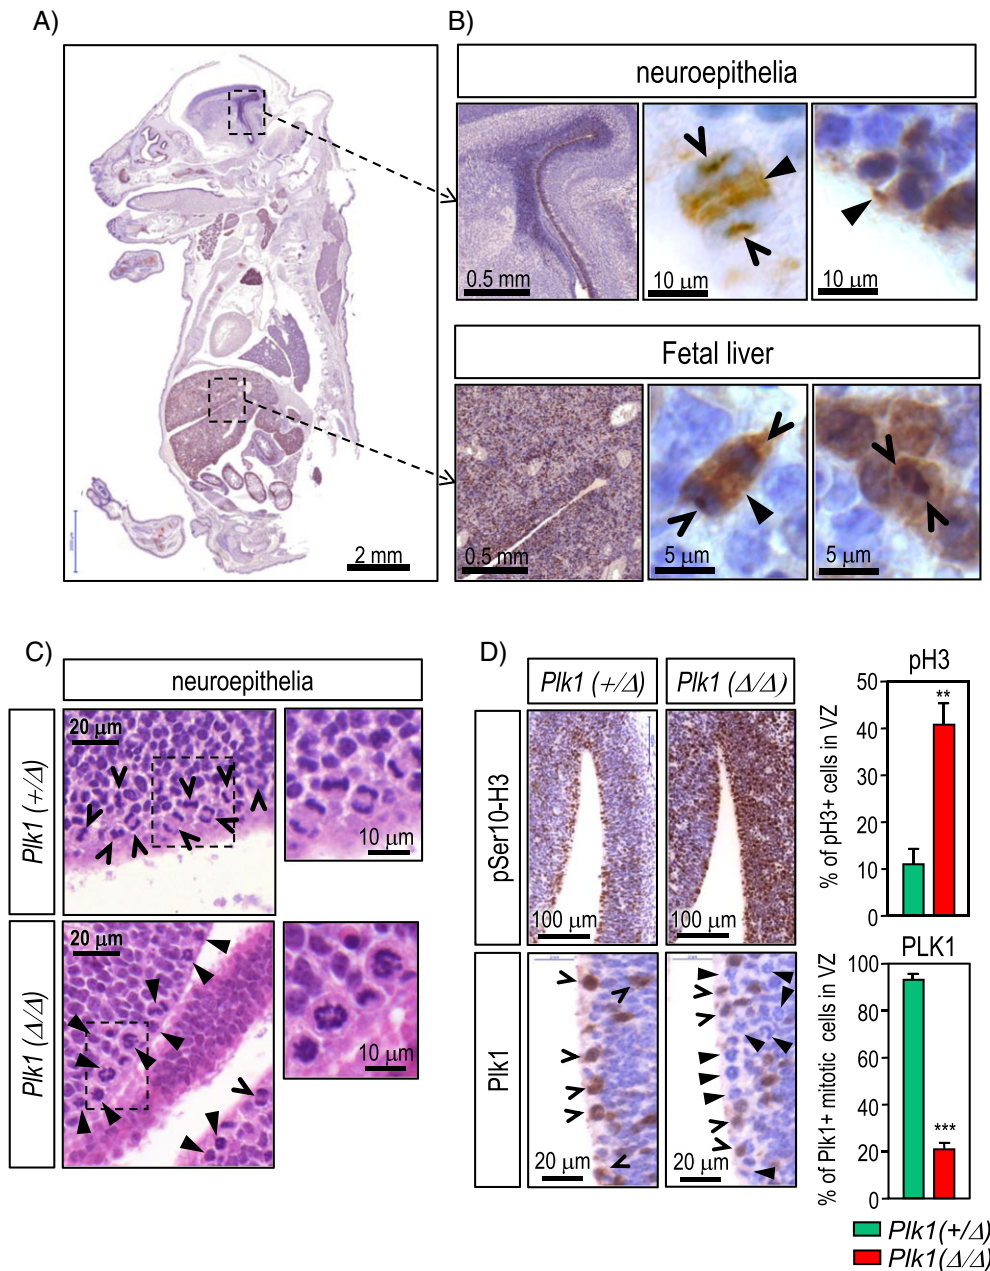 A)
2 mm
B)
neuroepithelia
0.5 mm
10 µm
10 µm
Fetal liver
0.5 mm
5 µm
5 µm
C)
neuroepithelia
Plk1 (+/Δ)
20 µm
10 µm
Plk1 (Δ/Δ)
20 µm
10 µm
D)
Plk1 (+/Δ)
Plk1 (Δ/Δ)
pSer10-H3
100 µm
100 µm
Plk1
20 µm
20 µm
pH3
% of pH3+ cells in VZ
50
40
30
20
10
0
**
PLK1
% of Plk1+ mitotic cells in VZ
100
80
60
40
20
0
***
Plk1(+/Δ)
Plk1(Δ/Δ)